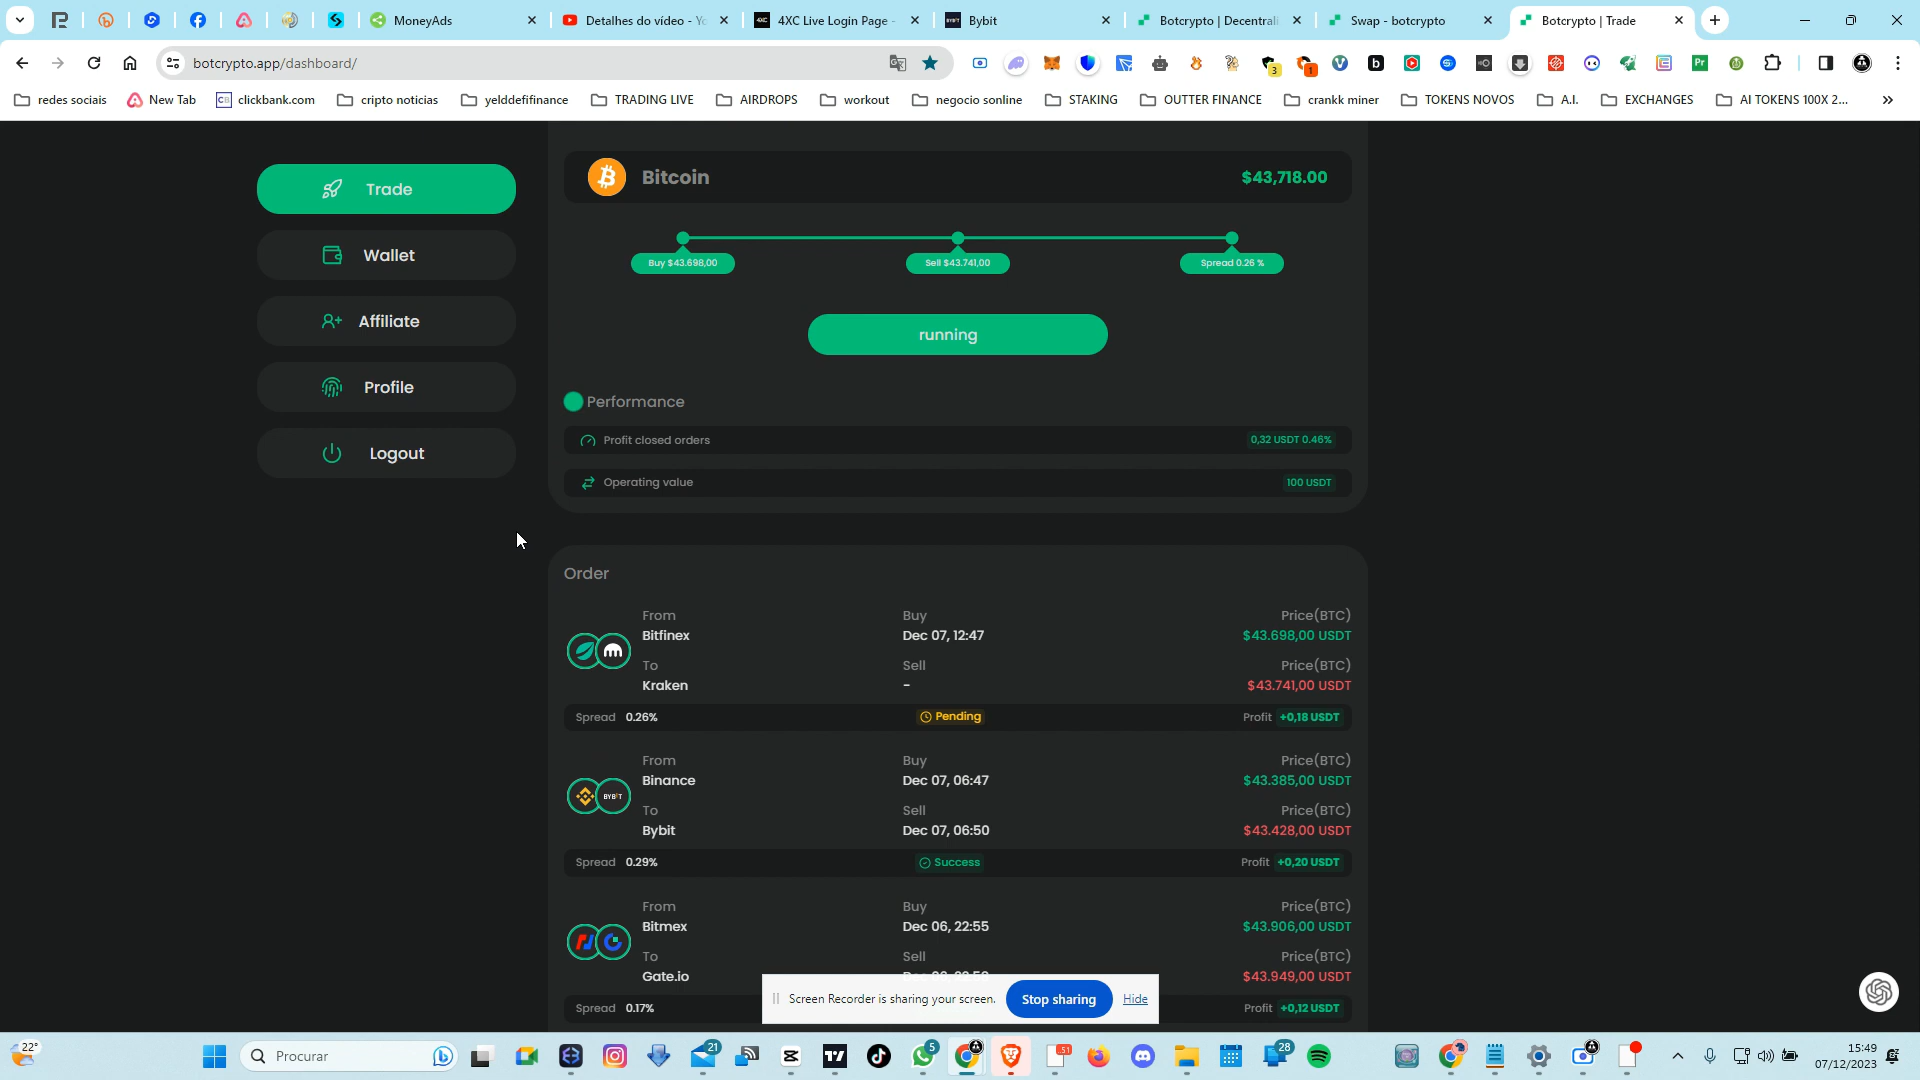 MoneyAds
Detalhes do vídeo - Yo
4XC Live Login Page -
Bybit
Botcrypto | Decentrali
Swap - botcrypto
Botcrypto | Trade
botcrypto.app/dashboard/
redes sociais
New Tab
clickbank.com
cripto noticias
yelddefifinance
TRADING LIVE
AIRDROPS
workout
negocio sonline
STAKING
OUTTER FINANCE
crankk miner
TOKENS NOVOS
A.I.
EXCHANGES
AI TOKENS 100X 2...
Trade
Wallet
Affiliate
Profile
Logout
Bitcoin
$43,718.00
Buy $43.698,00
Sell $43.741,00
Spread 0.26 %
running
Performance
Profit closed orders
0,32 USDT 0.46%
Operating value
100 USDT
Order
From Buy Price(BTC)
Bitfinex Dec 07, 12:47 $43.698,00 USDT
To Sell Price(BTC)
Kraken - $43.741,00 USDT
Spread 0.26% Pending Profit +0,18 USDT
From Buy Price(BTC)
Binance Dec 07, 06:47 $43.385,00 USDT
To Sell Price(BTC)
Bybit Dec 07, 06:50 $43.428,00 USDT
Spread 0.29% Success Profit +0,20 USDT
From Buy Price(BTC)
Bitmex Dec 06, 22:55 $43.906,00 USDT
To Sell Price(BTC)
Gate.io $43.949,00 USDT
Spread 0.17% Profit +0,12 USDT
Screen Recorder is sharing your screen.
Stop sharing
Hide
22°
Procurar
21
5
51
28
15:49
07/12/2023